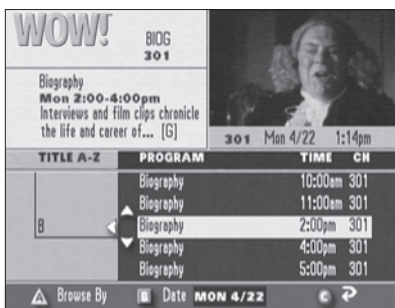 WOW!
BIOG
301
Biography
Mon 2:00-4:00pm
Interviews and film clips chronicle
the life and career of... [G]
301 Mon 4/22 1:14pm
TITLE A-Z PROGRAM TIME CH
Biography 10:00am 301
Biography 11:00am 301
B Biography 2:00pm 301
Biography 4:00pm 301
Biography 5:00pm 301
A Browse By B Date MON 4/22 C